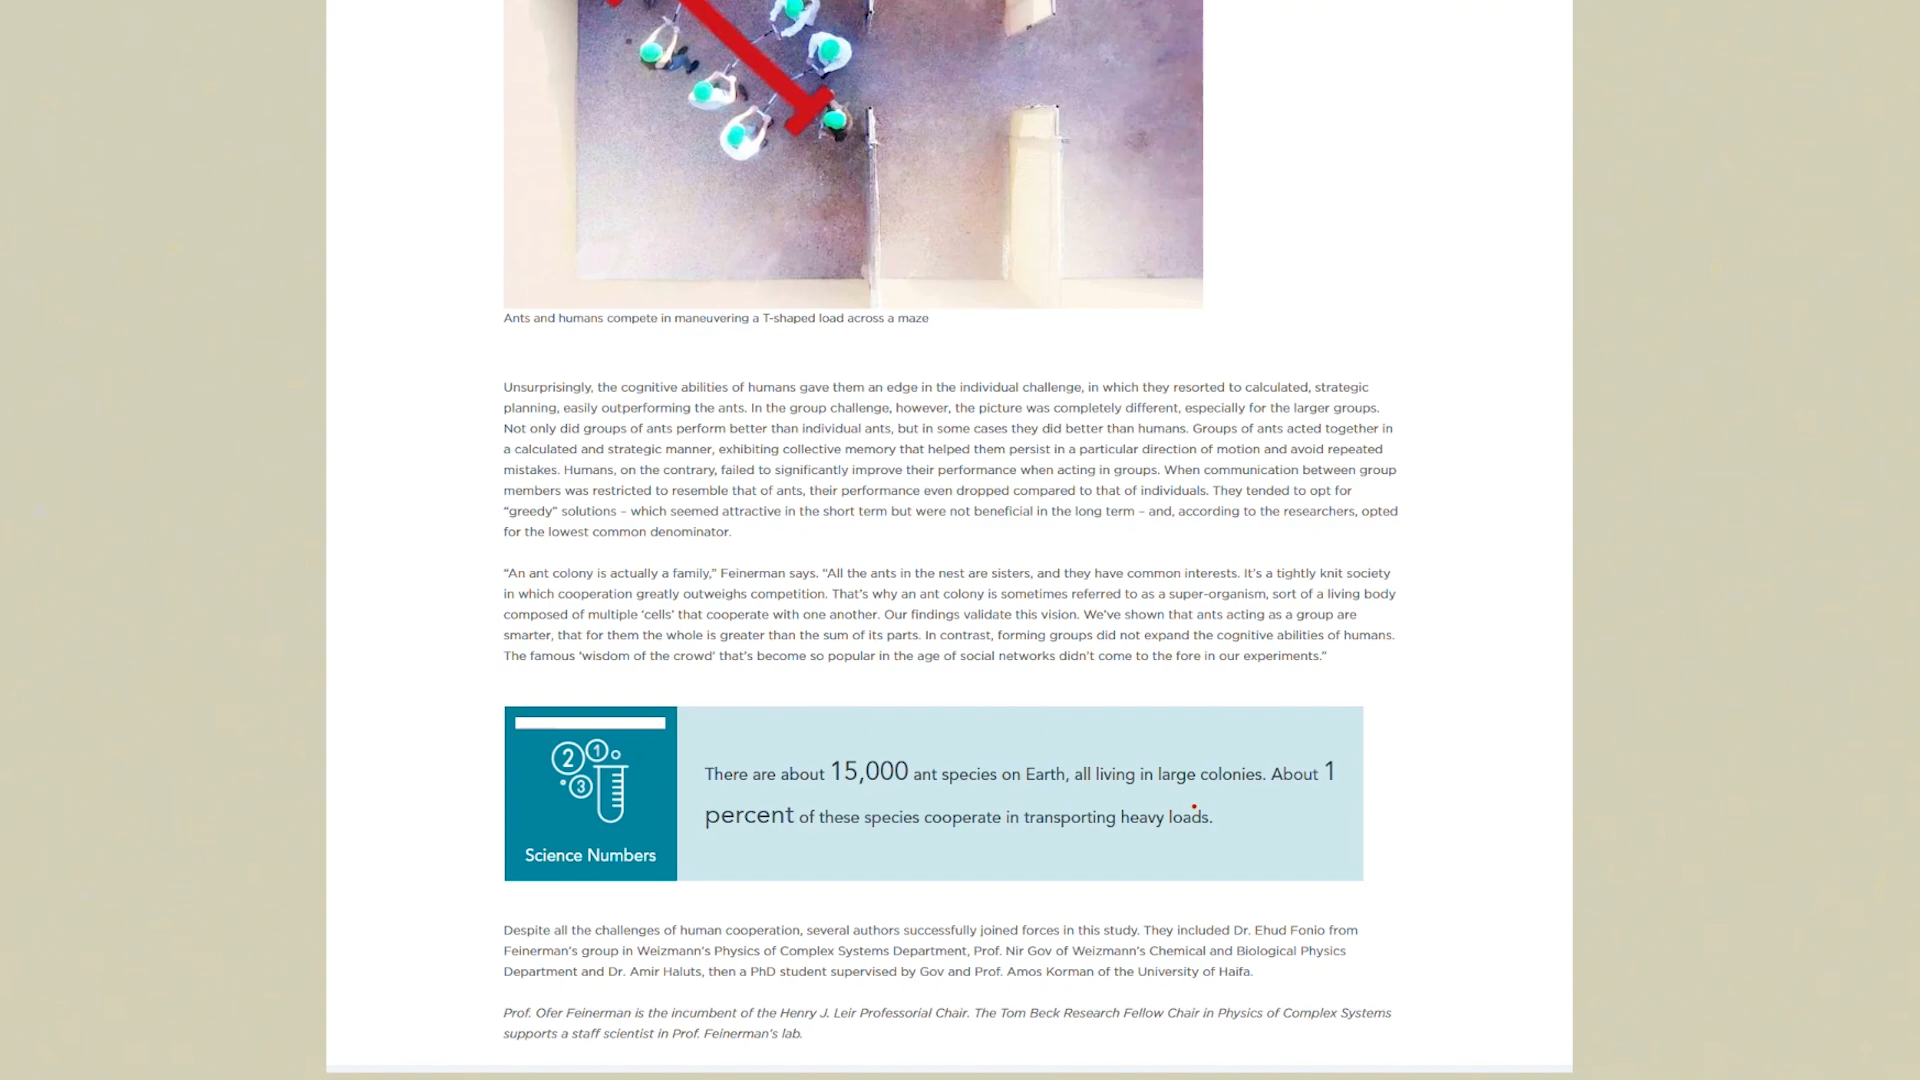 Ants and humans compete in maneuvering a T-shaped load across a maze
Unsurprisingly, the cognitive abilities of humans gave them an edge in the individual challenge, in which they resorted to calculated, strategic
planning, easily outperforming the ants. In the group challenge, however, the picture was completely different, especially for the larger groups.
Not only did groups of ants perform better than individual ants, but in some cases they did better than humans. Groups of ants acted together in
a calculated and strategic manner, exhibiting collective memory that helped them persist in a particular direction of motion and avoid repeated
mistakes. Humans, on the contrary, failed to significantly improve their performance when acting in groups. When communication between group
members was restricted to resemble that of ants, their performance even dropped compared to that of individuals. They tended to opt for
“greedy” solutions – which seemed attractive in the short term but were not beneficial in the long term – and, according to the researchers, opted
for the lowest common denominator.
“An ant colony is actually a family,” Feinerman says. “All the ants in the nest are sisters, and they have common interests. It’s a tightly knit society
in which cooperation greatly outweighs competition. That’s why an ant colony is sometimes referred to as a super-organism, sort of a living body
composed of multiple ‘cells’ that cooperate with one another. Our findings validate this vision. We’ve shown that ants acting as a group are
smarter, that for them the whole is greater than the sum of its parts. In contrast, forming groups did not expand the cognitive abilities of humans.
The famous ‘wisdom of the crowd’ that’s become so popular in the age of social networks didn’t come to the fore in our experiments.”
2 1
3
Science Numbers
There are about 15,000 ant species on Earth, all living in large colonies. About 1
percent of these species cooperate in transporting heavy loads.
Despite all the challenges of human cooperation, several authors successfully joined forces in this study. They included Dr. Ehud Fonio from
Feinerman’s group in Weizmann’s Physics of Complex Systems Department, Prof. Nir Gov of Weizmann’s Chemical and Biological Physics
Department and Dr. Amir Haluts, then a PhD student supervised by Gov and Prof. Amos Korman of the University of Haifa.
Prof. Ofer Feinerman is the incumbent of the Henry J. Leir Professorial Chair. The Tom Beck Research Fellow Chair in Physics of Complex Systems
supports a staff scientist in Prof. Feinerman’s lab.